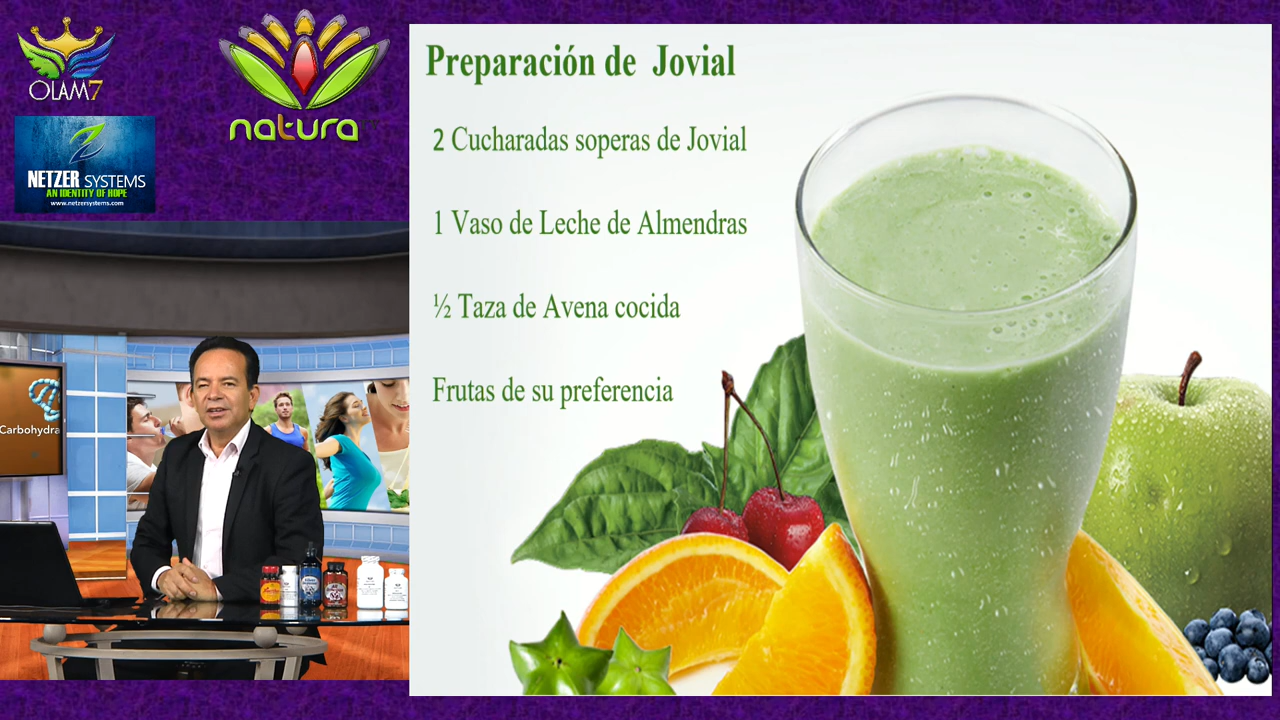 OLAM7
natura
NETZER SYSTEMS
AN IDENTITY OF HOPE
www.netzersystems.com
Carbohydra
Preparación de Jovial
2 Cucharadas soperas de Jovial
1 Vaso de Leche de Almendras
½ Taza de Avena cocida
Frutas de su preferencia